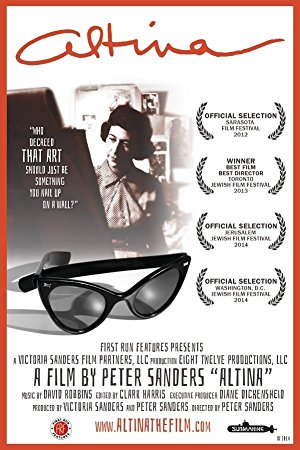 altina
"WHO
DECREED
THAT ART
SHOULD JUST BE
SOMETHING
YOU NAIL UP
ON A WALL?"
OFFICIAL SELECTION
SARASOTA
FILM FESTIVAL
2012
WINNER
BEST FILM
BEST DIRECTOR
TORONTO
JEWISH FILM FESTIVAL
2013
OFFICIAL SELECTION
JERUSALEM
JEWISH FILM FESTIVAL
2014
OFFICIAL SELECTION
WASHINGTON, D.C.
JEWISH FILM FESTIVAL
2014
FIRST RUN FEATURES PRESENTS
A VICTORIA SANDERS FILM PARTNERS, LLC PRODUCTION EIGHT TWELVE PRODUCTIONS, LLC
A FILM BY PETER SANDERS "ALTINA"
MUSIC BY DAVID ROBBINS EDITED BY CLARK HARRIS EXECUTIVE PRODUCER DIANE DICKENSHEID
PRODUCED BY VICTORIA SANDERS AND PETER SANDERS DIRECTED BY PETER SANDERS
WWW.ALTINATHEFILM.COM
SUBMARINE
© 2014